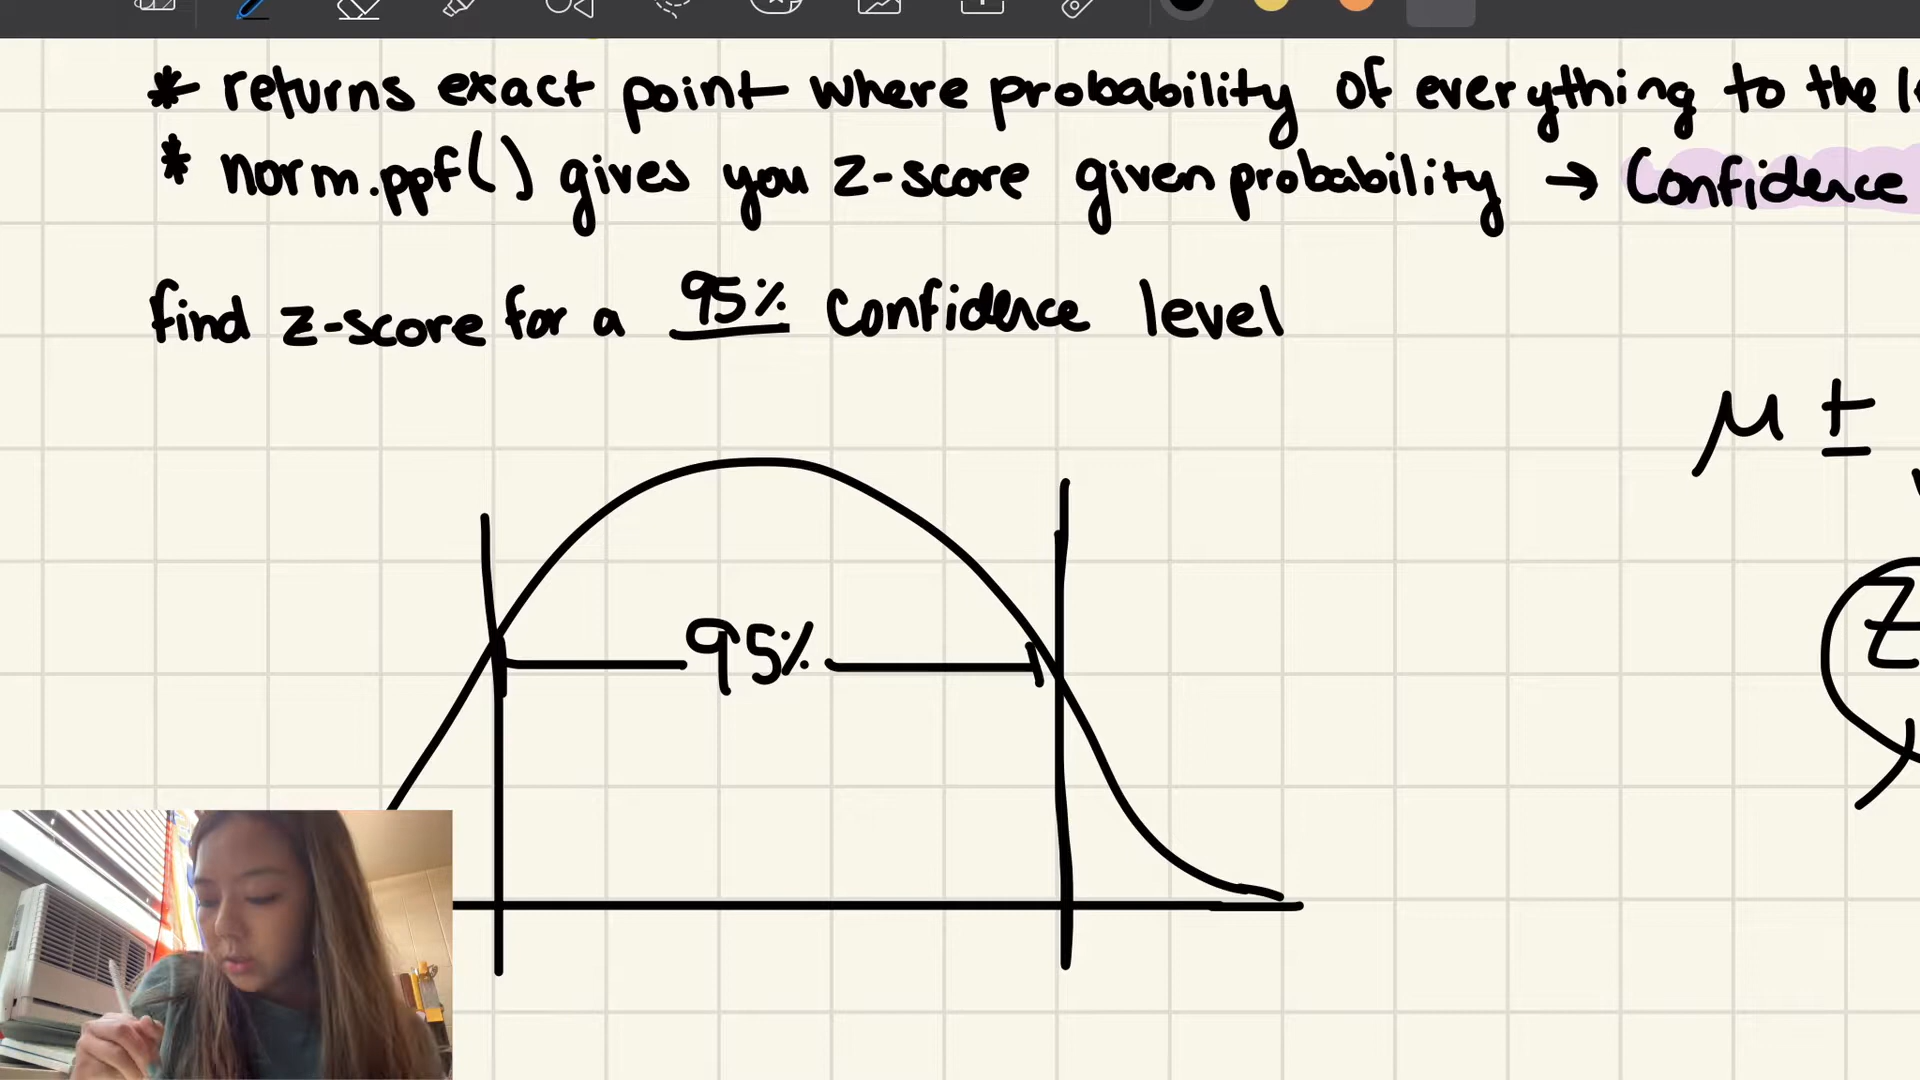 * returns exact point where probability of everything to the
* norm.ppf() gives you z-score given probability → Confidence
find z-score for a 95% confidence level
μ ±
95%
Z